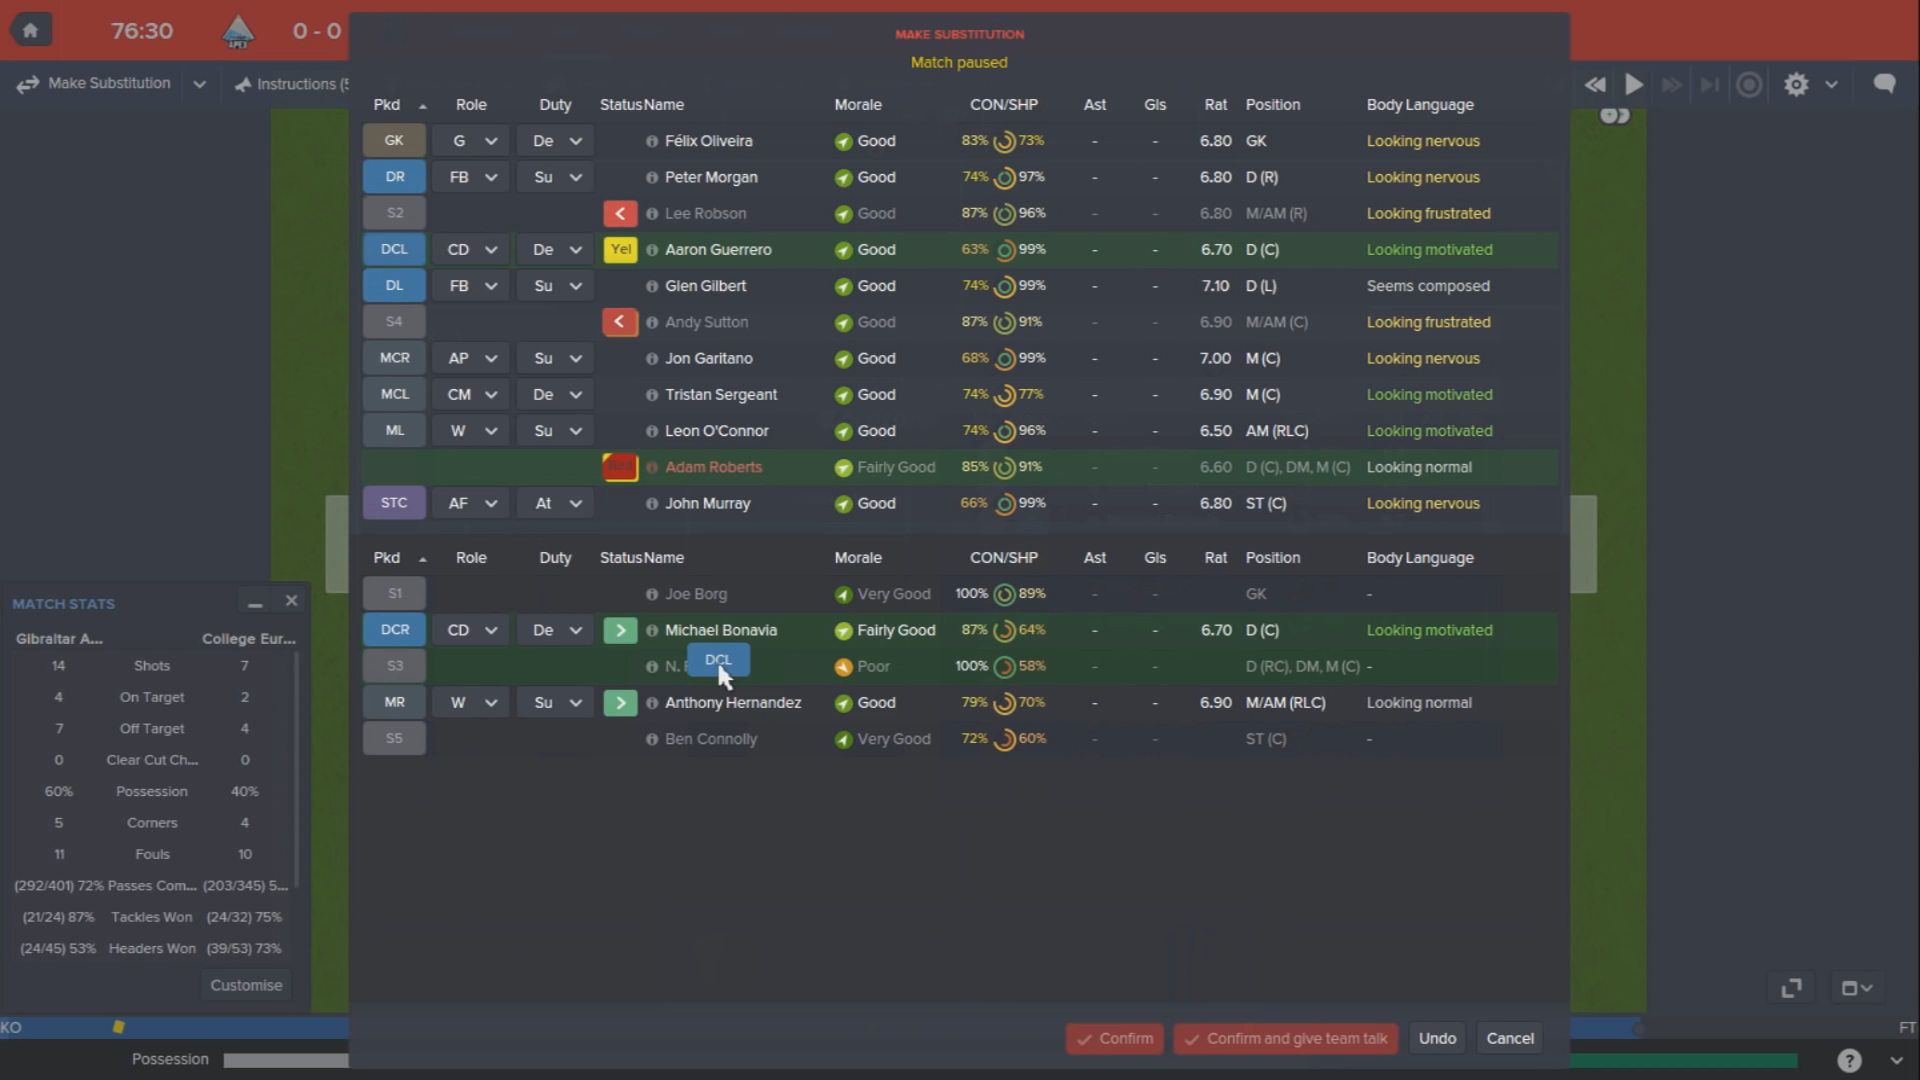 76:30
APEX
0 - 0
MAKE SUBSTITUTION
Match paused
Make Substitution
Instructions (5
Pkd Role Duty Status Name Morale CON/SHP Ast Gls Rat Position Body Language
GK G De Félix Oliveira Good 83% 73% - - 6.80 GK Looking nervous
DR FB Su Peter Morgan Good 74% 97% - - 6.80 D (R) Looking nervous
S2 < Lee Robson Good 87% 96% - - 6.80 M/AM (R) Looking frustrated
DCL CD De Yel Aaron Guerrero Good 63% 99% - - 6.70 D (C) Looking motivated
DL FB Su Glen Gilbert Good 74% 99% - - 7.10 D (L) Seems composed
S4 < Andy Sutton Good 87% 91% - - 6.90 M/AM (C) Looking frustrated
MCR AP Su Jon Garitano Good 68% 99% - - 7.00 M (C) Looking nervous
MCL CM De Tristan Sergeant Good 74% 77% - - 6.90 M (C) Looking motivated
ML W Su Leon O'Connor Good 74% 96% - - 6.50 AM (RLC) Looking motivated
Red Adam Roberts Fairly Good 85% 91% - - 6.60 D (C), DM, M (C) Looking normal
STC AF At John Murray Good 66% 99% - - 6.80 ST (C) Looking nervous
Pkd Role Duty Status Name Morale CON/SHP Ast Gls Rat Position Body Language
S1 Joe Borg Very Good 100% 89% - - GK -
DCR CD De > Michael Bonavia Fairly Good 87% 64% - - 6.70 D (C) Looking motivated
S3 N. DCL Poor 100% 58% - - D (RC), DM, M (C) -
MR W Su > Anthony Hernandez Good 79% 70% - - 6.90 M/AM (RLC) Looking normal
S5 Ben Connolly Very Good 72% 60% - - ST (C) -
MATCH STATS
Gibraltar A... College Eur...
14 Shots 7
4 On Target 2
7 Off Target 4
0 Clear Cut Ch... 0
60% Possession 40%
5 Corners 4
11 Fouls 10
(292/401) 72% Passes Com... (203/345) 5...
(21/24) 87% Tackles Won (24/32) 75%
(24/45) 53% Headers Won (39/53) 73%
Customise
KO
FT
Confirm
Confirm and give team talk
Undo
Cancel
Possession
?